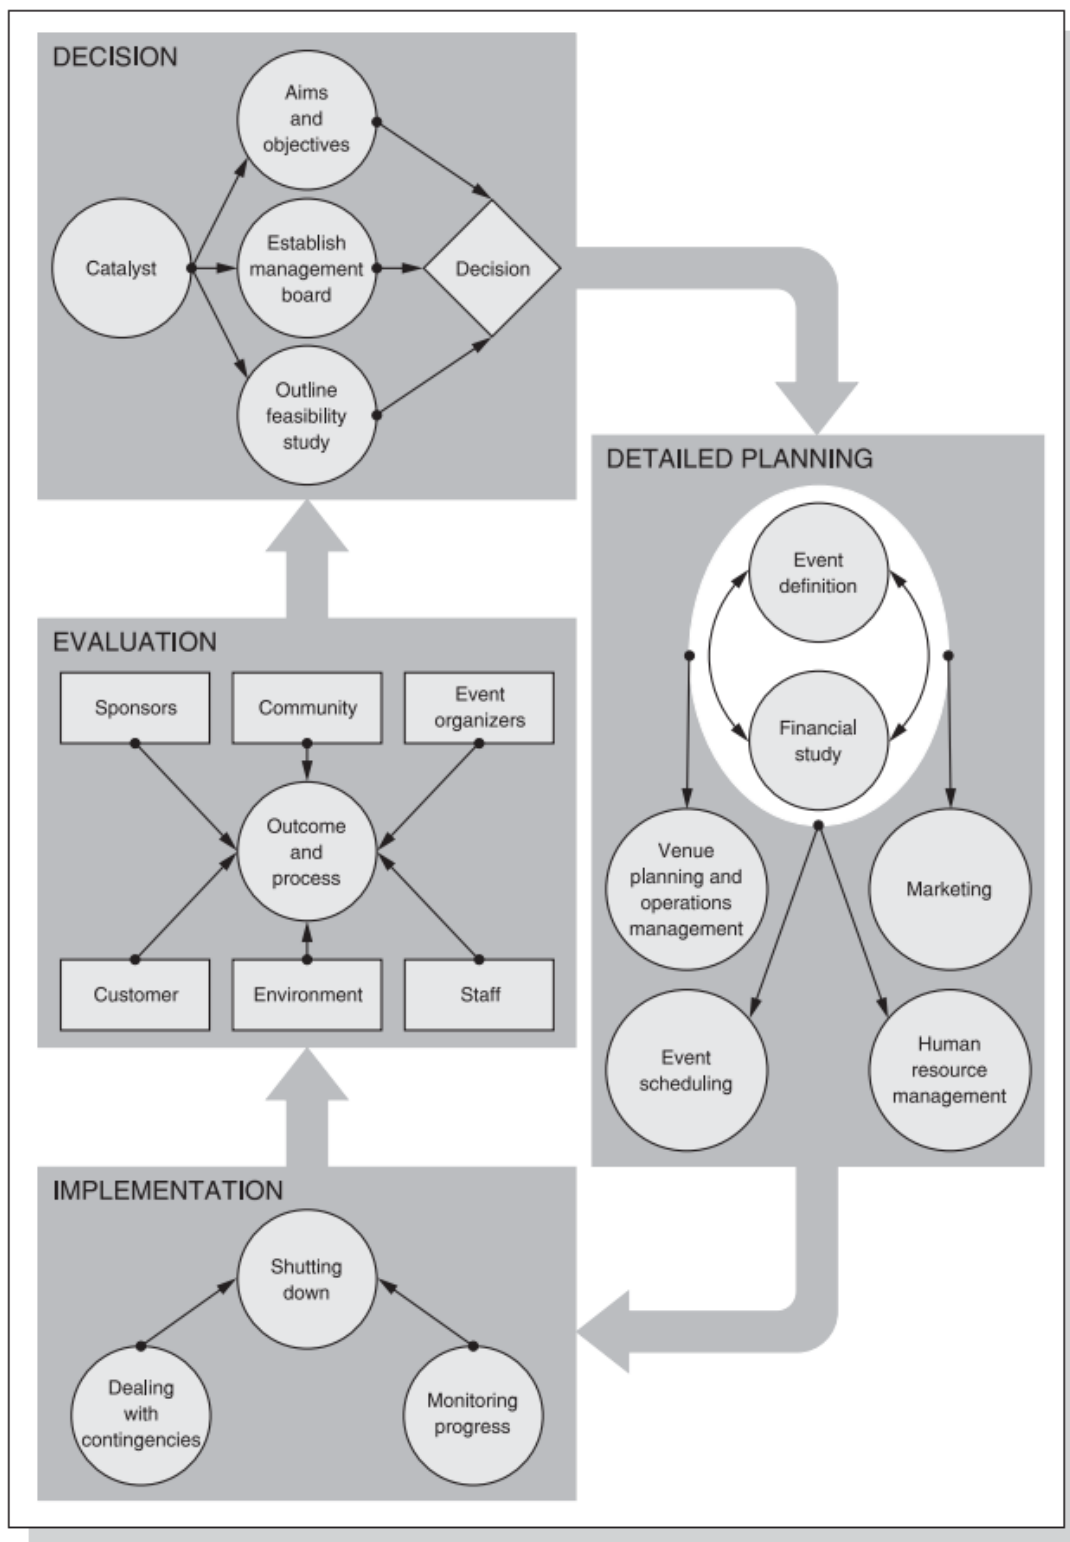 DECISION
Aims
and
objectives
Catalyst
Establish
management
board
Decision
Outline
feasibility
study
DETAILED PLANNING
Event
definition
Financial
study
Venue
planning and
operations
management
Marketing
Event
scheduling
Human
resource
management
EVALUATION
Sponsors
Community
Event
organizers
Outcome
and
process
Customer
Environment
Staff
IMPLEMENTATION
Shutting
down
Dealing
with
contingencies
Monitoring
progress